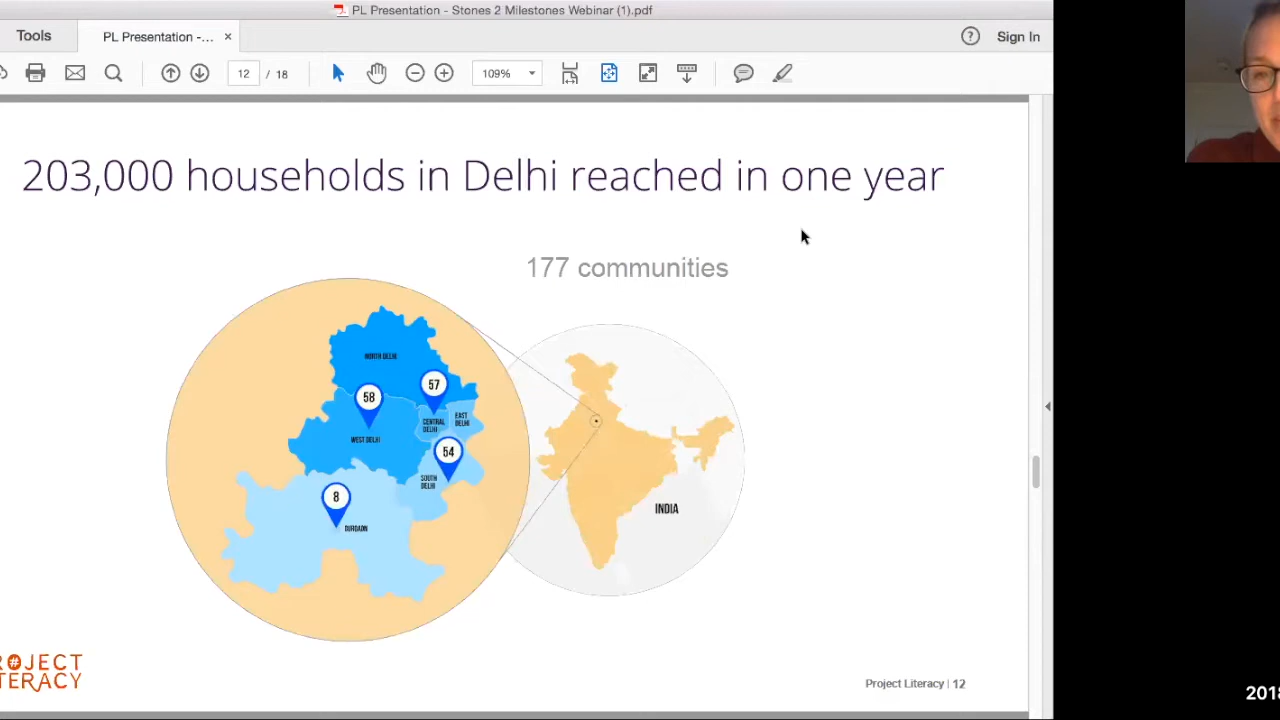 PL Presentation - Stones 2 Milestones Webinar (1).pdf
Tools
PL Presentation -... ×
? Sign In
12 / 18
109%
203,000 households in Delhi reached in one year
177 communities
NORTH DELHI
57
58
CENTRAL
DELHI
EAST
DELHI
WEST DELHI
54
SOUTH
DELHI
8
GURGAON
INDIA
#
ROJECT
TERACY
Project Literacy | 12
2018